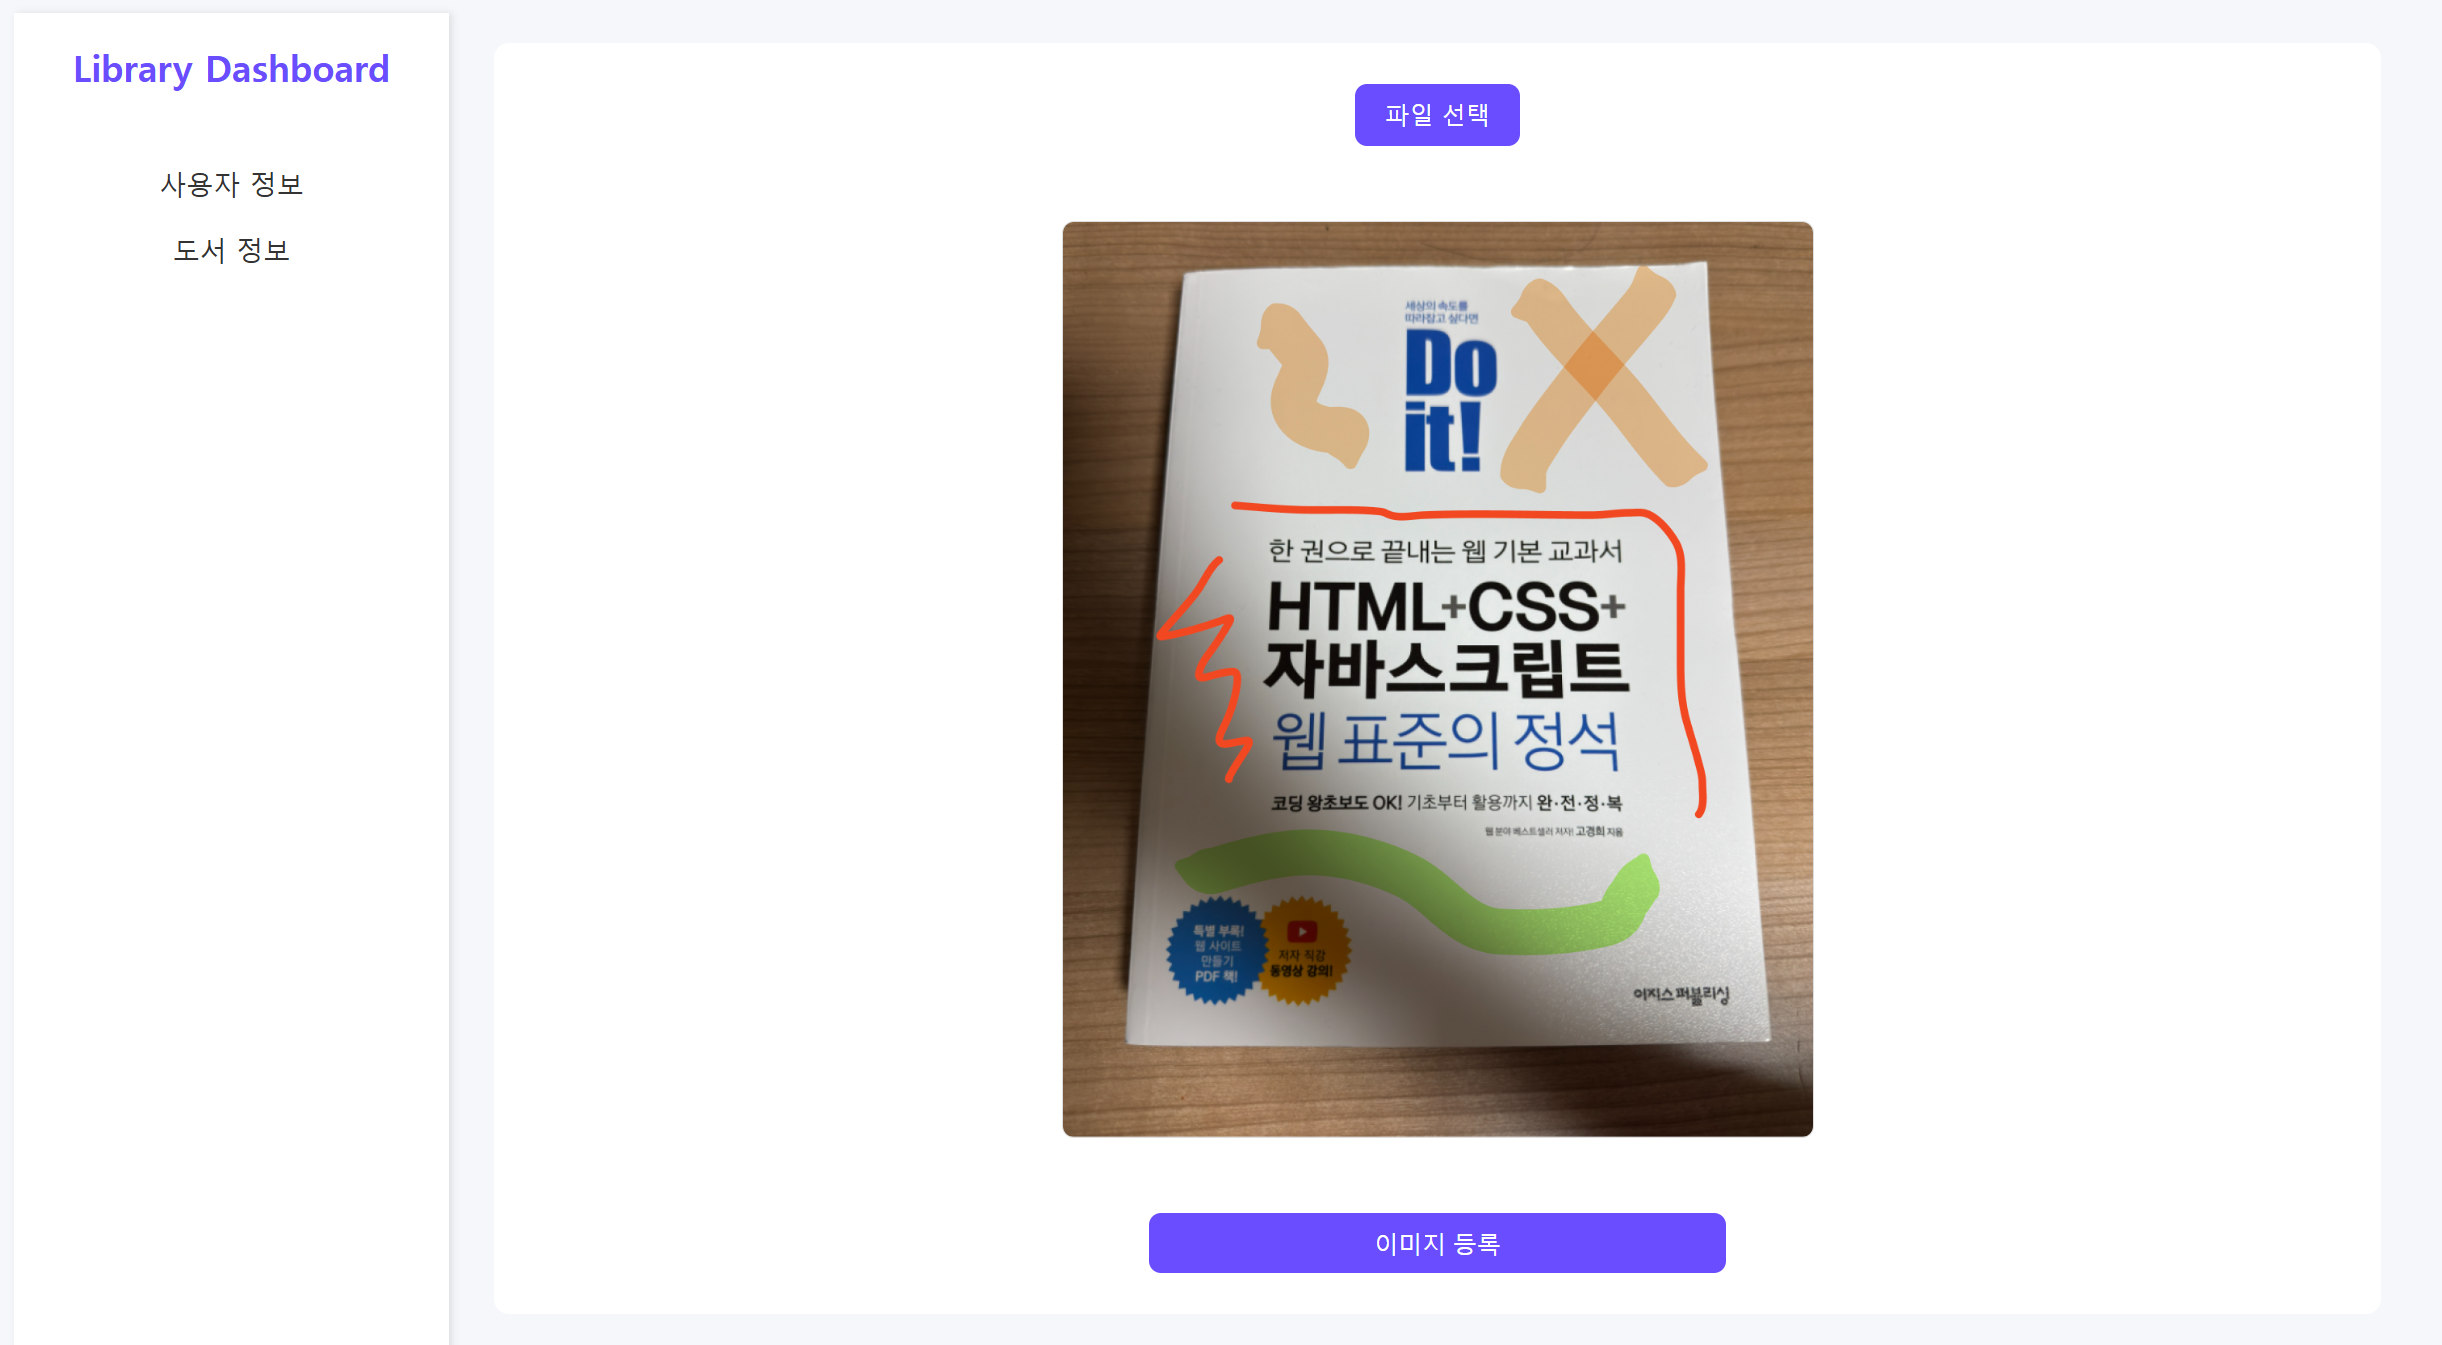 Library Dashboard
사용자 정보
도서 정보
파일 선택
세상의 속도를
따라잡고 싶다면
Do
it!
한 권으로 끝내는 웹 기본 교과서
HTML+CSS+
자바스크립트
웹 표준의 정석
코딩 왕초보도 OK! 기초부터 활용까지 완·전·정·복
웹 분야 베스트셀러 저자! 고경희 지음
특별 부록!
웹 사이트
만들기
PDF 책!
저자 직강
동영상 강의!
이지스 퍼블리싱
이미지 등록